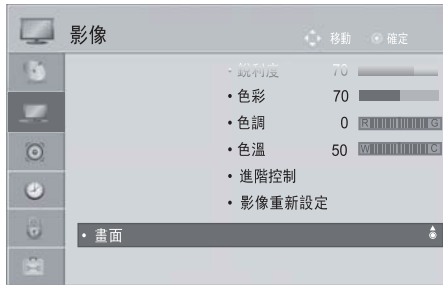 影像 移動 確定
• 銳利度 70
• 色彩 70
• 色調 0 R G
• 色溫 50 W C
• 進階控制
• 影像重新設定
• 畫面